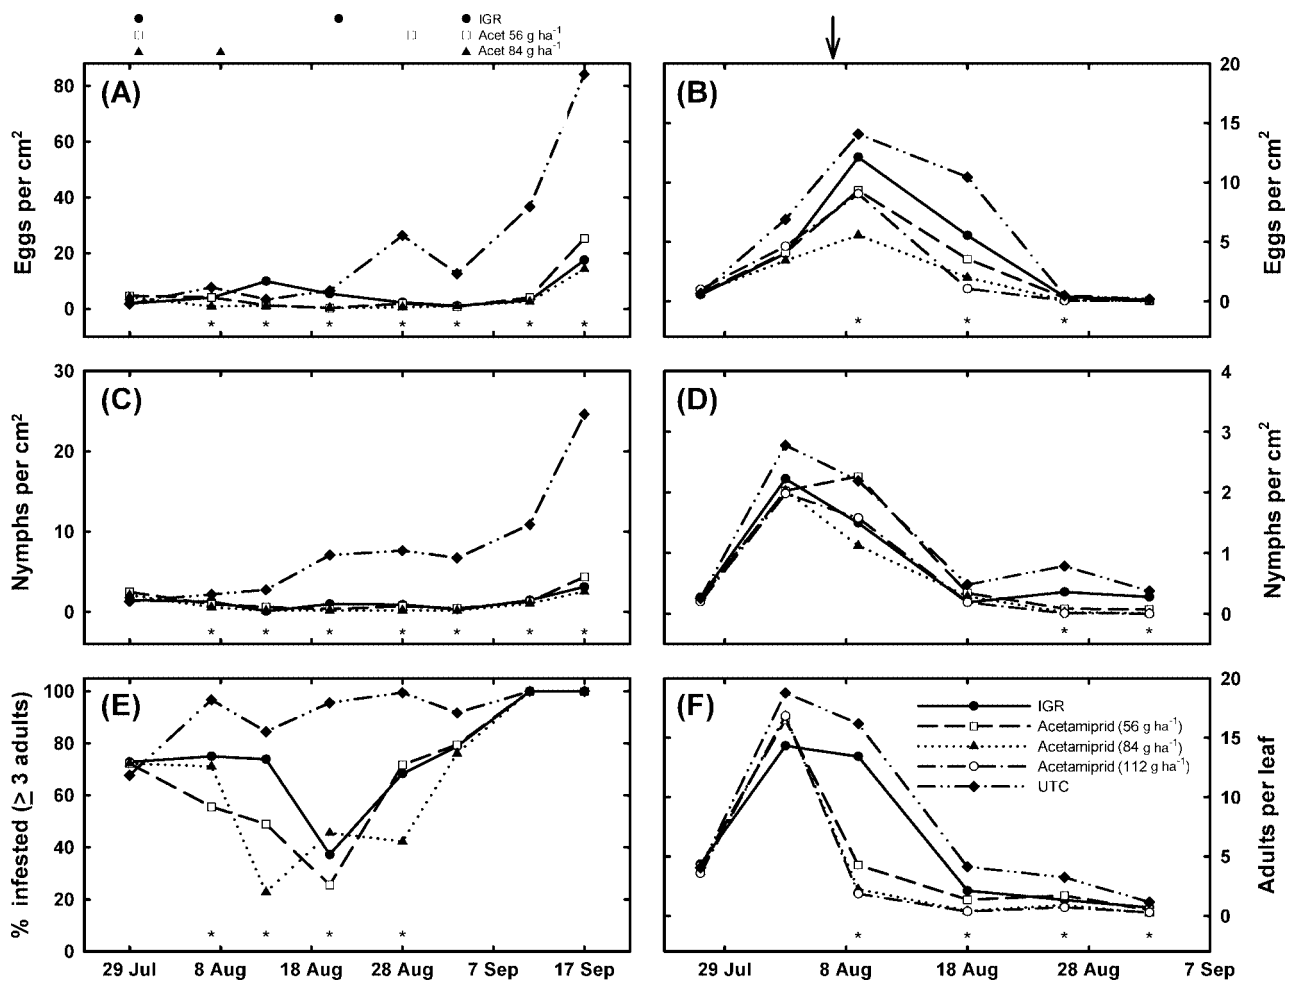 IGR
Acet 56 g ha⁻¹
Acet 84 g ha⁻¹
(A)
Eggs per cm²
80
60
40
20
0
* * * * * * *
(B)
Eggs per cm²
20
15
10
5
0
* * *
(C)
Nymphs per cm²
30
20
10
0
* * * * * * *
(D)
Nymphs per cm²
4
3
2
1
0
* *
(E)
% infested (≥ 3 adults)
100
80
60
40
20
0
* * * *
29 Jul 8 Aug 18 Aug 28 Aug 7 Sep 17 Sep
(F)
IGR
Acetamiprid (56 g ha⁻¹)
Acetamiprid (84 g ha⁻¹)
Acetamiprid (112 g ha⁻¹)
UTC
Adults per leaf
20
15
10
5
0
* * * *
29 Jul 8 Aug 18 Aug 28 Aug 7 Sep